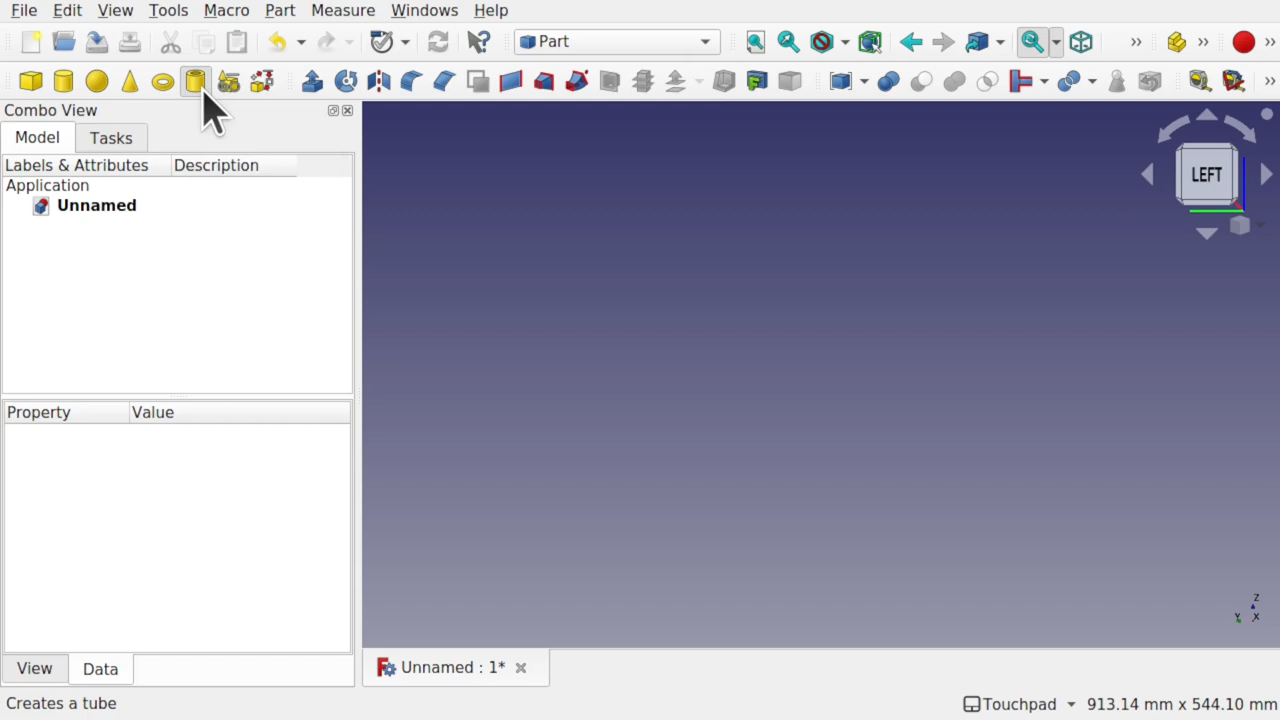 File Edit View Tools Macro Part Measure Windows Help
Part
Combo View
Model Tasks
Labels & Attributes Description
Application
Unnamed
LEFT
Property Value
Z
Y X
View Data
Unnamed : 1*
Creates a tube
Touchpad 913.14 mm x 544.10 mm